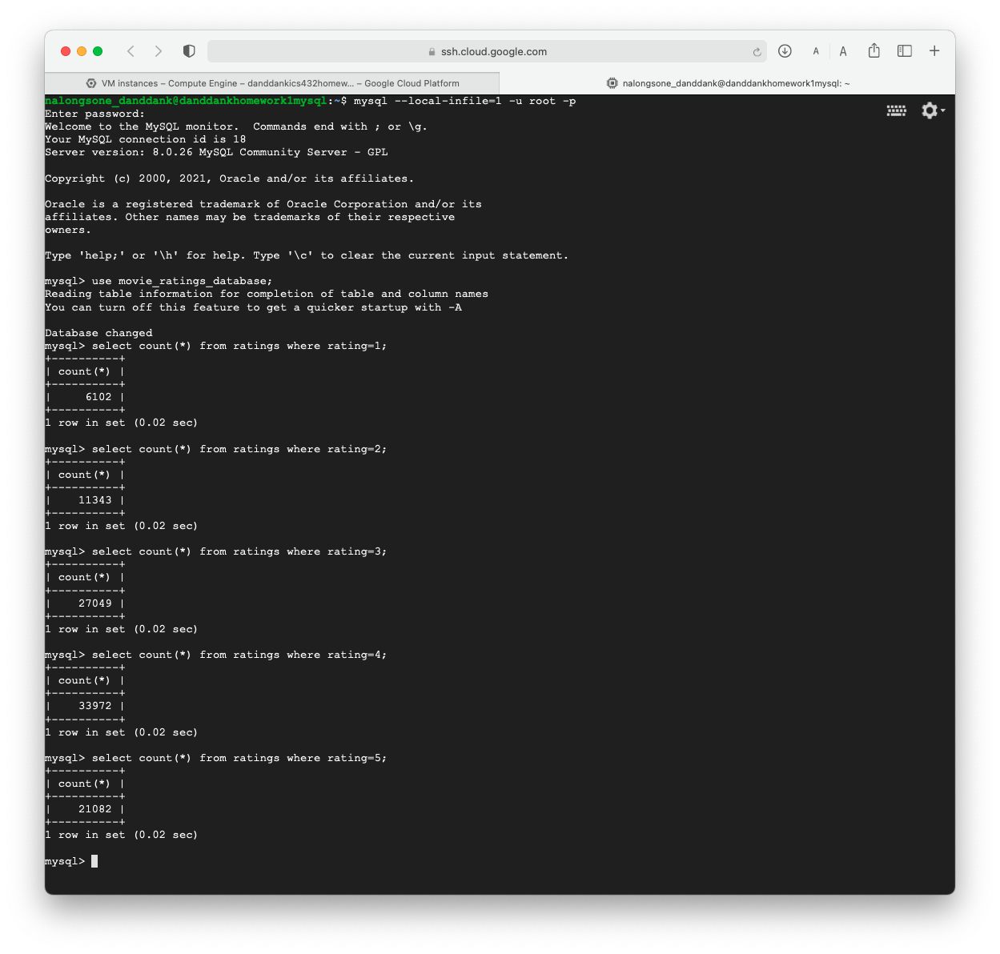 ssh.cloud.google.com
A A
VM instances – Compute Engine – danddankics432homew... – Google Cloud Platform
nalongsone_danddank@danddankhomework1mysql: ~
nalongsone_danddank@danddankhomework1mysql:~$ mysql --local-infile=1 -u root -p
Enter password:
Welcome to the MySQL monitor.  Commands end with ; or \g.
Your MySQL connection id is 18
Server version: 8.0.26 MySQL Community Server - GPL
Copyright (c) 2000, 2021, Oracle and/or its affiliates.
Oracle is a registered trademark of Oracle Corporation and/or its
affiliates. Other names may be trademarks of their respective
owners.
Type 'help;' or '\h' for help. Type '\c' to clear the current input statement.
mysql> use movie_ratings_database;
Reading table information for completion of table and column names
You can turn off this feature to get a quicker startup with -A
Database changed
mysql> select count(*) from ratings where rating=1;
+----------+
| count(*) |
+----------+
|     6102 |
+----------+
1 row in set (0.02 sec)
mysql> select count(*) from ratings where rating=2;
+----------+
| count(*) |
+----------+
|    11343 |
+----------+
1 row in set (0.02 sec)
mysql> select count(*) from ratings where rating=3;
+----------+
| count(*) |
+----------+
|    27049 |
+----------+
1 row in set (0.02 sec)
mysql> select count(*) from ratings where rating=4;
+----------+
| count(*) |
+----------+
|    33972 |
+----------+
1 row in set (0.02 sec)
mysql> select count(*) from ratings where rating=5;
+----------+
| count(*) |
+----------+
|    21082 |
+----------+
1 row in set (0.02 sec)
mysql>